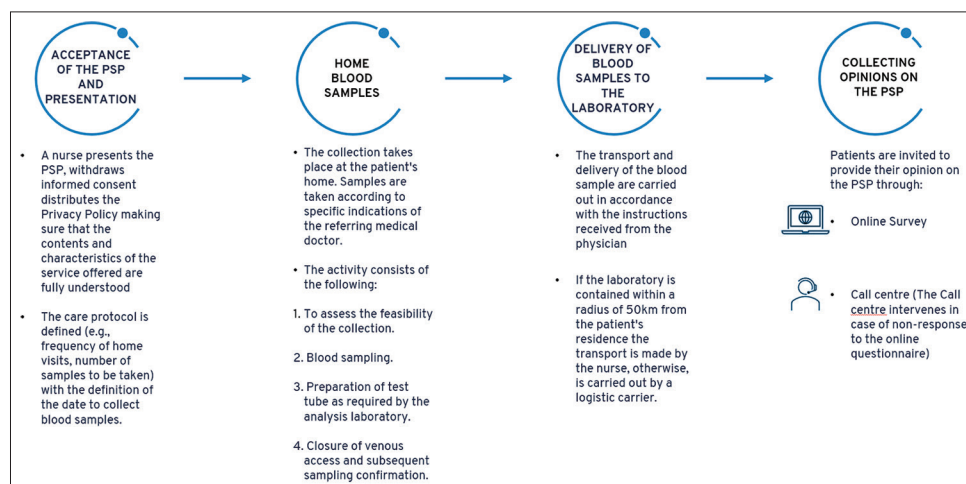 ACCEPTANCE
OF THE PSP
AND
PRESENTATION
• A nurse presents the
PSP, withdraws
informed consent
distributes the
Privacy Policy making
sure that the
contents and
characteristics of the
service offered are
fully understood
• The care protocol is
defined (e.g.,
frequency of home
visits, number of
samples to be taken)
with the definition of
the date to collect
blood samples.
HOME
BLOOD
SAMPLES
• The collection takes
place at the patient's
home. Samples are
taken according to
specific indications of
the referring medical
doctor.
• The activity consists of
the following:
1. To assess the feasibility
of the collection.
2. Blood sampling.
3. Preparation of test
tube as required by the
analysis laboratory.
4. Closure of venous
access and subsequent
sampling confirmation.
DELIVERY OF
BLOOD
SAMPLES TO
THE
LABORATORY
• The transport and
delivery of the blood
sample are carried
out in accordance
with the instructions
received from the
physician
• If the laboratory is
contained within a
radius of 50km from
the patient's
residence the
transport is made by
the nurse, otherwise,
is carried out by a
logistic carrier.
COLLECTING
OPINIONS ON
THE PSP
Patients are invited to
provide their opinion on
the PSP through:
• Online Survey
• Call centre (The Call
centre intervenes in
case of non-response
to the online
questionnaire)